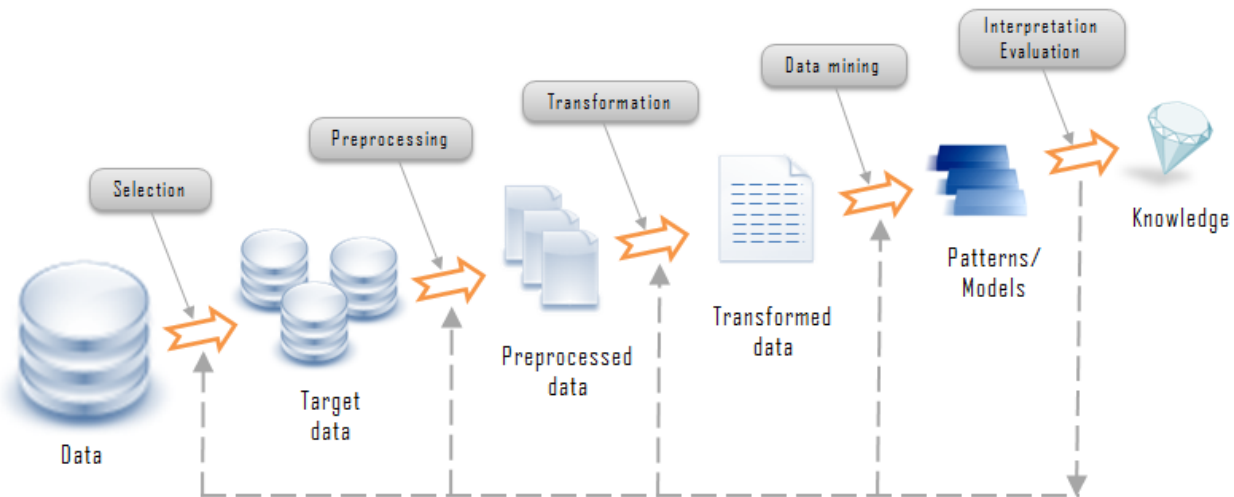 Interpretation
Evaluation
Data mining
Transformation
Preprocessing
Selection
Knowledge
Patterns/
Models
Transformed
data
Preprocessed
data
Target
data
Data